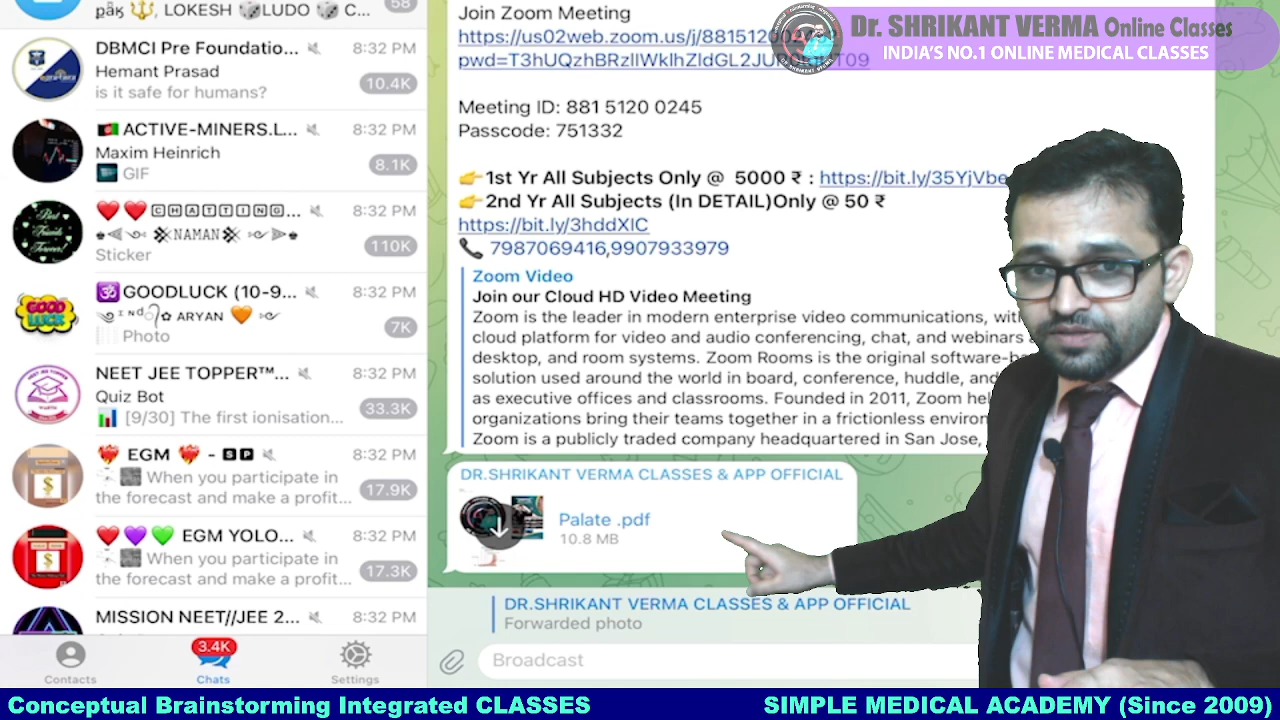 LOKESH 🎲LUDO 🎲 C...
58
DBMCI Pre Foundatio...
8:32 PM
Hemant Prasad
is it safe for humans?
10.4K
🇦🇫 ACTIVE-MINERS.L...
8:32 PM
Maxim Heinrich
GIF
8.1K
❤️❤️🄲🄷🄰🅃🅃🄸🄽🄶...
8:32 PM
NAMAN
Sticker
110K
🕉️GOODLUCK (10-9...
8:32 PM
ARYAN 🧡
Photo
7K
NEET JEE TOPPER™...
8:32 PM
Quiz Bot
📊 [9/30] The first ionisation...
33.3K
❤️‍🔥 EGM ❤️‍🔥 - 🆂🅿
8:32 PM
When you participate in
the forecast and make a profit...
17.9K
❤️💜💚 EGM YOLO...
8:32 PM
When you participate in
the forecast and make a profit...
17.3K
MISSION NEET//JEE 2...
8:32 PM
3.4K
Contacts
Chats
Settings
Join Zoom Meeting
Meeting ID: 881 5120 0245
Passcode: 751332
👉1st Yr All Subjects Only @ 5000 ₹ : https://bit.ly/35YjVbe
👉2nd Yr All Subjects (In DETAIL)Only @ 50 ₹
https://bit.ly/3hddXlC
📞 7987069416,9907933979
Zoom Video
Join our Cloud HD Video Meeting
Zoom is the leader in modern enterprise video communications, wit
cloud platform for video and audio conferencing, chat, and webinars
desktop, and room systems. Zoom Rooms is the original software-ba
solution used around the world in board, conference, huddle, and
as executive offices and classrooms. Founded in 2011, Zoom hel
organizations bring their teams together in a frictionless environ
Zoom is a publicly traded company headquartered in San Jose,
DR.SHRIKANT VERMA CLASSES & APP OFFICIAL
Palate .pdf
10.8 MB
DR.SHRIKANT VERMA CLASSES & APP OFFICIAL
Forwarded photo
Broadcast
Dr. SHRIKANT VERMA Online Classes
INDIA'S NO.1 ONLINE MEDICAL CLASSES
Conceptual Brainstorming Integrated CLASSES
SIMPLE MEDICAL ACADEMY (Since 2009)